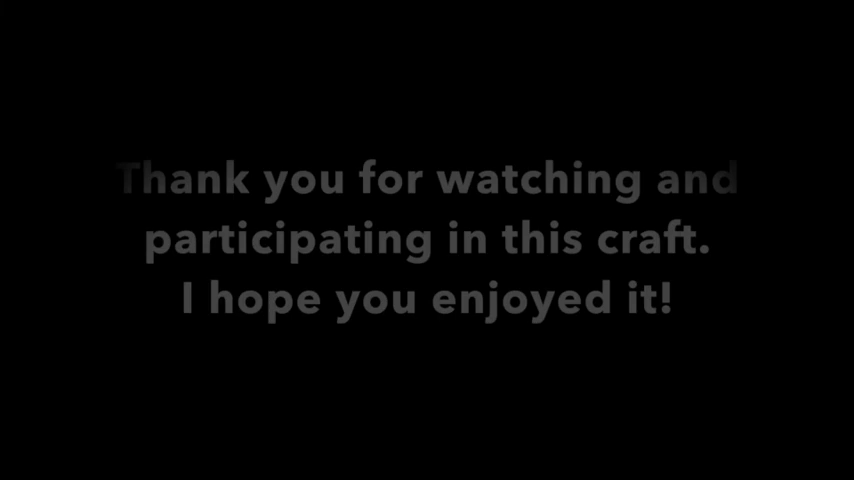 Thank you for watching and
participating in this craft.
I hope you enjoyed it!